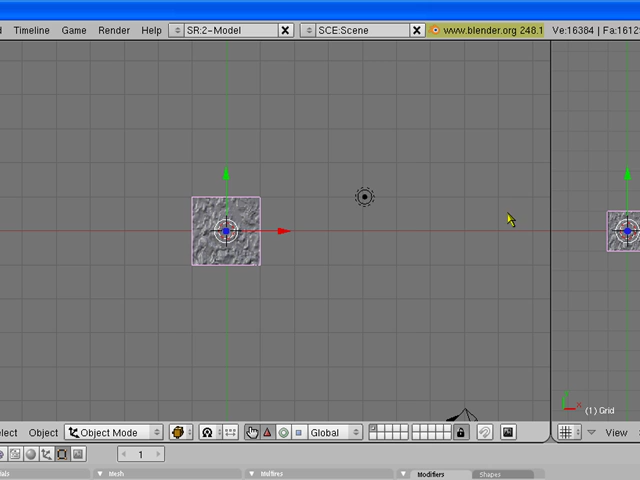 Timeline Game Render Help SR:2-Model SCE:Scene www.blender.org 248.1 Ve:16384 | Fa:1612
(1) Grid
elect Object Object Mode Global View
1
Mesh Multires Modifiers Shapes